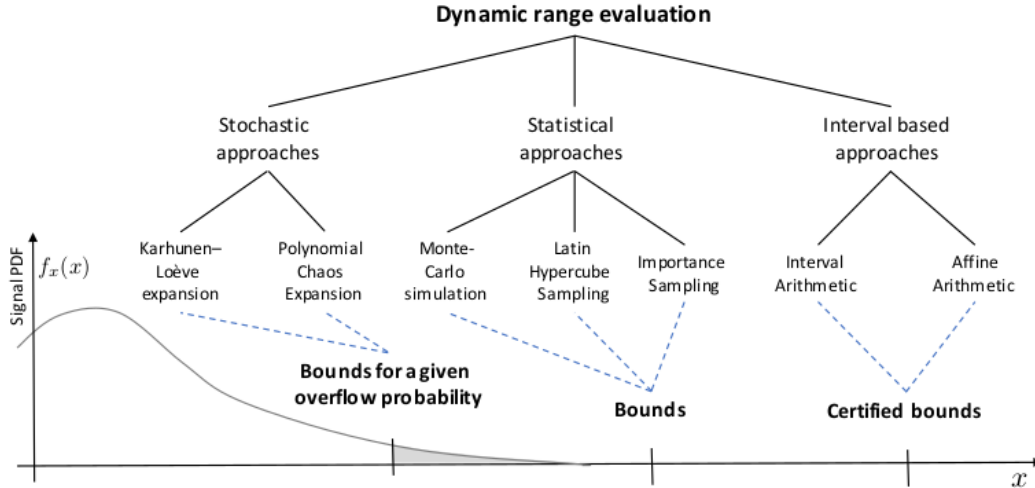 Dynamic range evaluation
Stochastic
approaches
Statistical
approaches
Interval based
approaches
Karhunen–
Loève
expansion
Polynomial
Chaos
Expansion
Monte-
Carlo
simulation
Latin
Hypercube
Sampling
Importance
Sampling
Interval
Arithmetic
Affine
Arithmetic
Signal PDF
f_x(x)
Bounds for a given
overflow probability
Bounds
Certified bounds
x